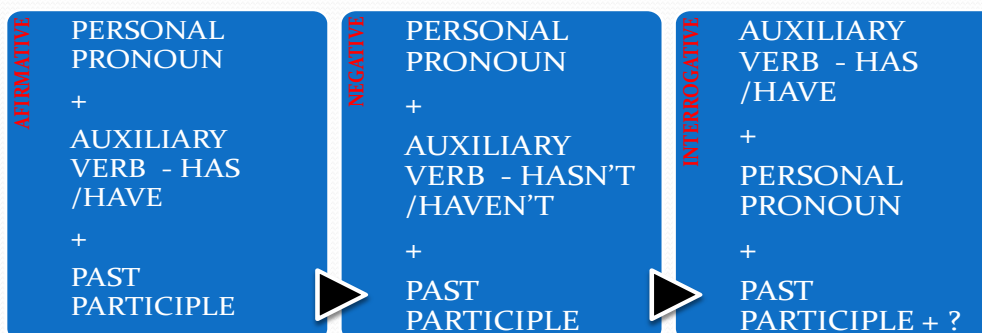 AFIRMATIVE
PERSONAL
PRONOUN
+
AUXILIARY
VERB - HAS
/HAVE
+
PAST
PARTICIPLE
NEGATIVE
PERSONAL
PRONOUN
+
AUXILIARY
VERB - HASN'T
/HAVEN'T
+
PAST
PARTICIPLE
INTERROGATIVE
AUXILIARY
VERB - HAS
/HAVE
+
PERSONAL
PRONOUN
+
PAST
PARTICIPLE + ?